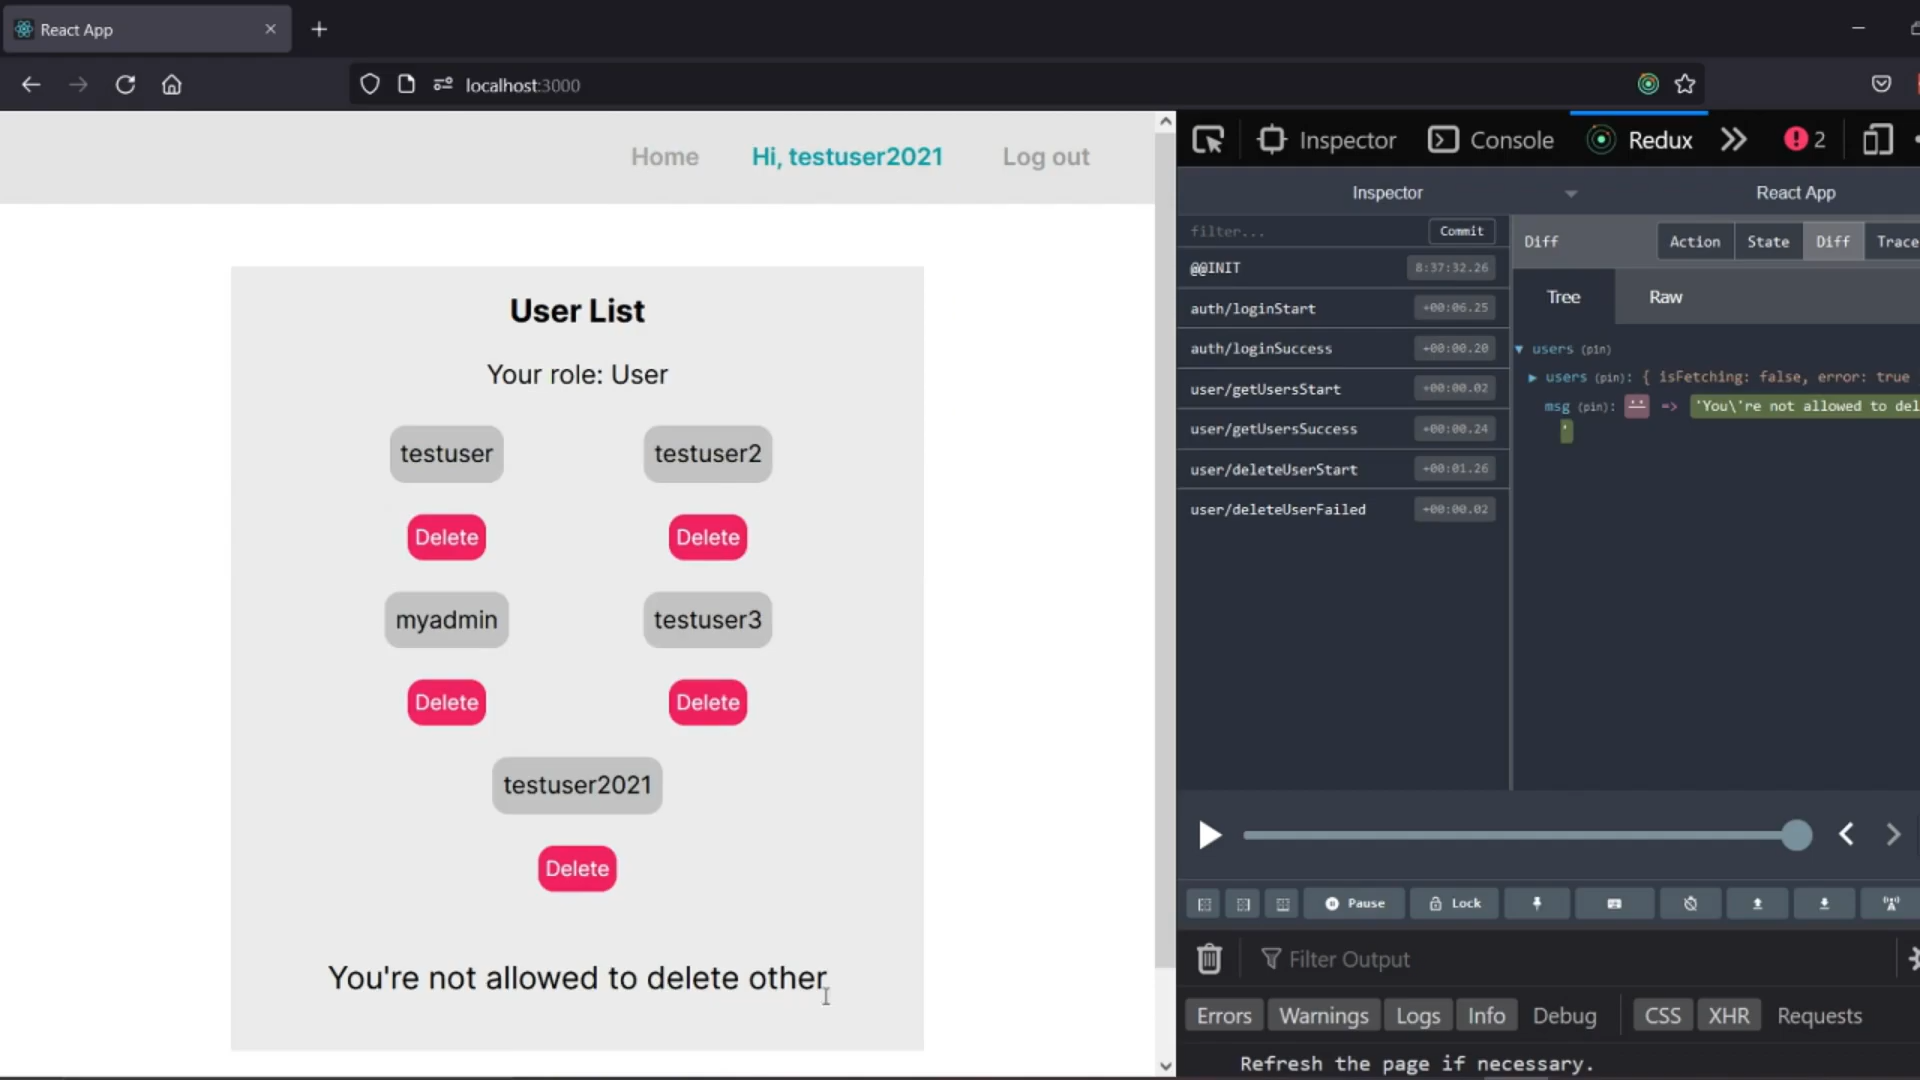 React App
localhost:3000
Home
Hi, testuser2021
Log out
User List
Your role: User
testuser
testuser2
Delete
Delete
myadmin
testuser3
Delete
Delete
testuser2021
Delete
You're not allowed to delete other
Inspector
Console
Redux
2
Inspector
React App
filter...
Commit
@@INIT
8:37:32.26
auth/loginStart
+00:06.25
auth/loginSuccess
+00:00.20
user/getUsersStart
+00:00.02
user/getUsersSuccess
+00:00.24
user/deleteUserStart
+00:01.26
user/deleteUserFailed
+00:00.02
Diff
Action
State
Diff
Trace
Tree
Raw
users (pin)
users (pin): { isFetching: false, error: true
msg (pin): '' => 'You\'re not allowed to del
'
Pause
Lock
Filter Output
Errors
Warnings
Logs
Info
Debug
CSS
XHR
Requests
Refresh the page if necessary.